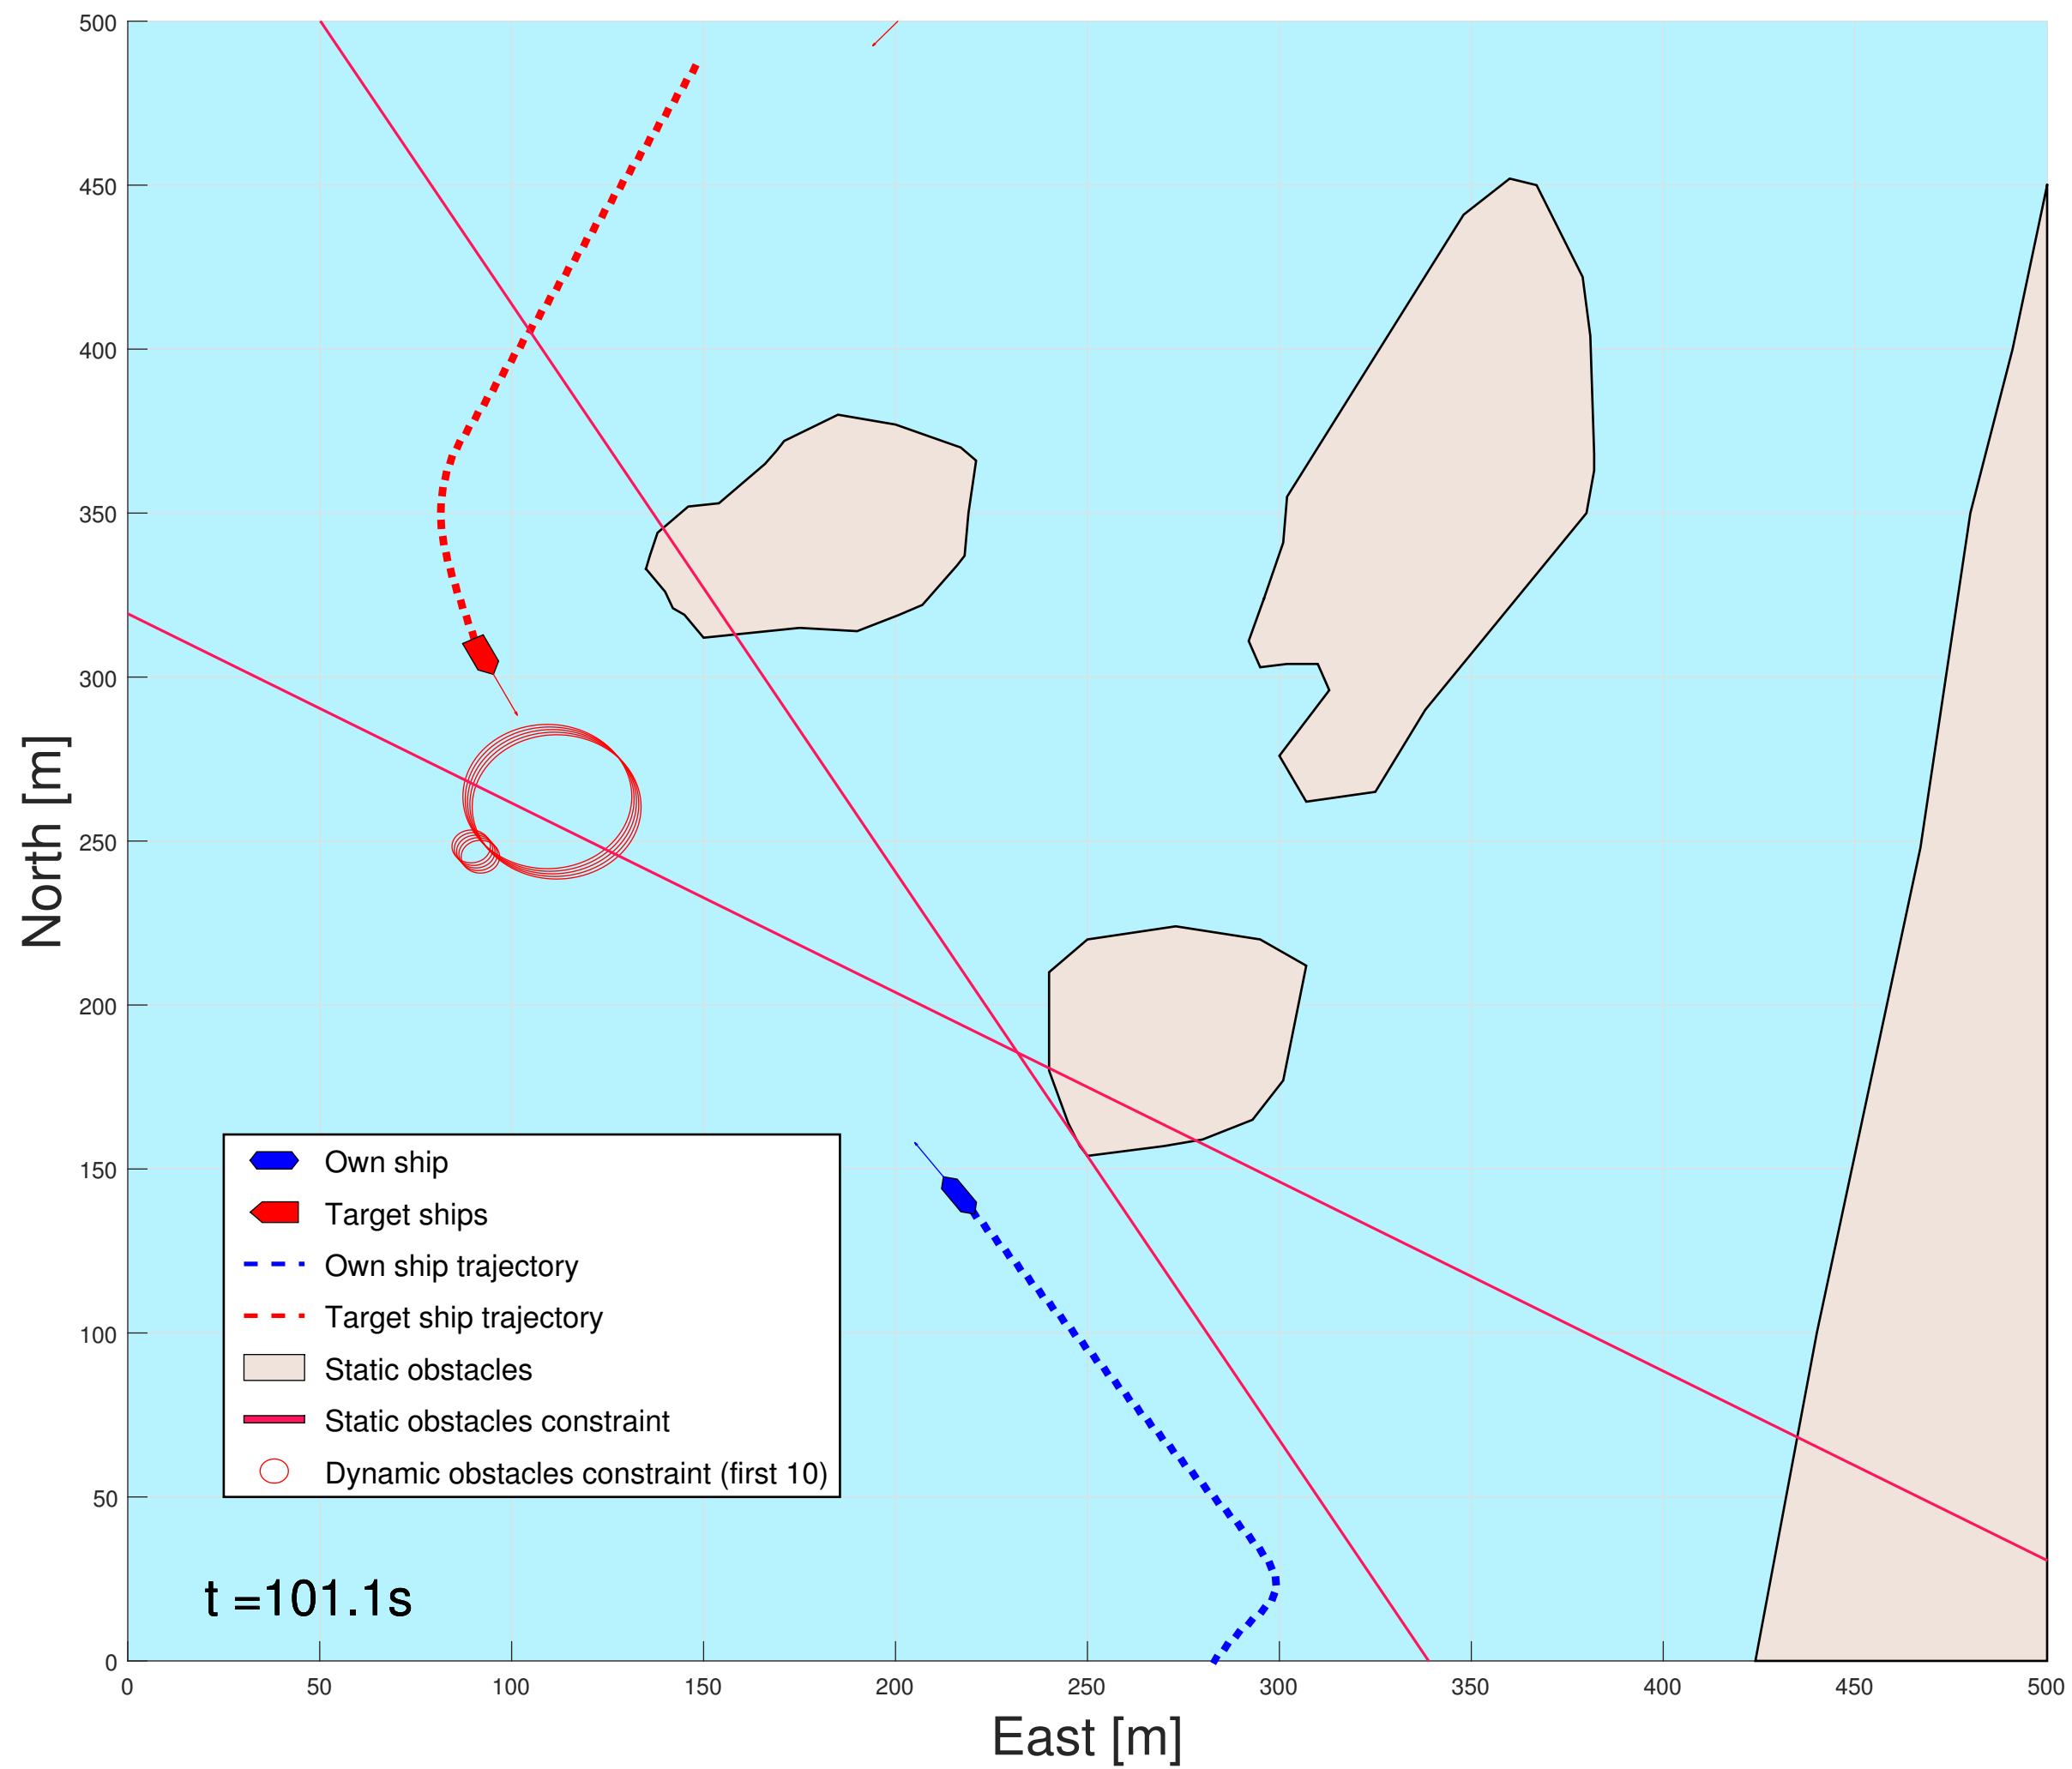 500
450
400
350
300
250
200
150
100
50
0
North [m]
Own ship
Target ships
Own ship trajectory
Target ship trajectory
Static obstacles
Static obstacles constraint
Dynamic obstacles constraint (first 10)
t =101.1s
0 50 100 150 200 250 300 350 400 450 500
East [m]